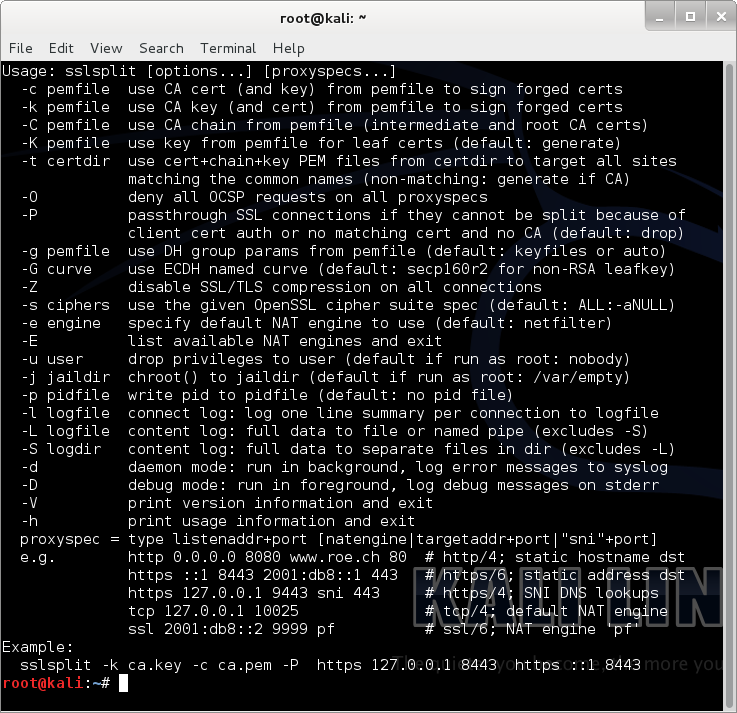 root@kali: ~
File Edit View Search Terminal Help
Usage: sslsplit [options...] [proxyspecs...]
  -c pemfile  use CA cert (and key) from pemfile to sign forged certs
  -k pemfile  use CA key (and cert) from pemfile to sign forged certs
  -C pemfile  use CA chain from pemfile (intermediate and root CA certs)
  -K pemfile  use key from pemfile for leaf certs (default: generate)
  -t certdir  use cert+chain+key PEM files from certdir to target all sites
              matching the common names (non-matching: generate if CA)
  -O          deny all OCSP requests on all proxyspecs
  -P          passthrough SSL connections if they cannot be split because of
              client cert auth or no matching cert and no CA (default: drop)
  -g pemfile  use DH group params from pemfile (default: keyfiles or auto)
  -G curve    use ECDH named curve (default: secp160r2 for non-RSA leafkey)
  -Z          disable SSL/TLS compression on all connections
  -s ciphers  use the given OpenSSL cipher suite spec (default: ALL:-aNULL)
  -e engine   specify default NAT engine to use (default: netfilter)
  -E          list available NAT engines and exit
  -u user     drop privileges to user (default if run as root: nobody)
  -j jaildir  chroot() to jaildir (default if run as root: /var/empty)
  -p pidfile  write pid to pidfile (default: no pid file)
  -l logfile  connect log: log one line summary per connection to logfile
  -L logfile  content log: full data to file or named pipe (excludes -S)
  -S logdir   content log: full data to separate files in dir (excludes -L)
  -d          daemon mode: run in background, log error messages to syslog
  -D          debug mode: run in foreground, log debug messages on stderr
  -V          print version information and exit
  -h          print usage information and exit
  proxyspec = type listenaddr+port [natengine|targetaddr+port|"sni"+port]
  e.g.        http 0.0.0.0 8080 www.roe.ch 80  # http/4; static hostname dst
              https ::1 8443 2001:db8::1 443   # https/6; static address dst
              https 127.0.0.1 9443 sni 443     # https/4; SNI DNS lookups
              tcp 127.0.0.1 10025              # tcp/4; default NAT engine
              ssl 2001:db8::2 9999 pf          # ssl/6; NAT engine 'pf'
KALI LIN
Example:
  sslsplit -k ca.key -c ca.pem -P  https 127.0.0.1 8443  https ::1 8443
more you
root@kali:~#